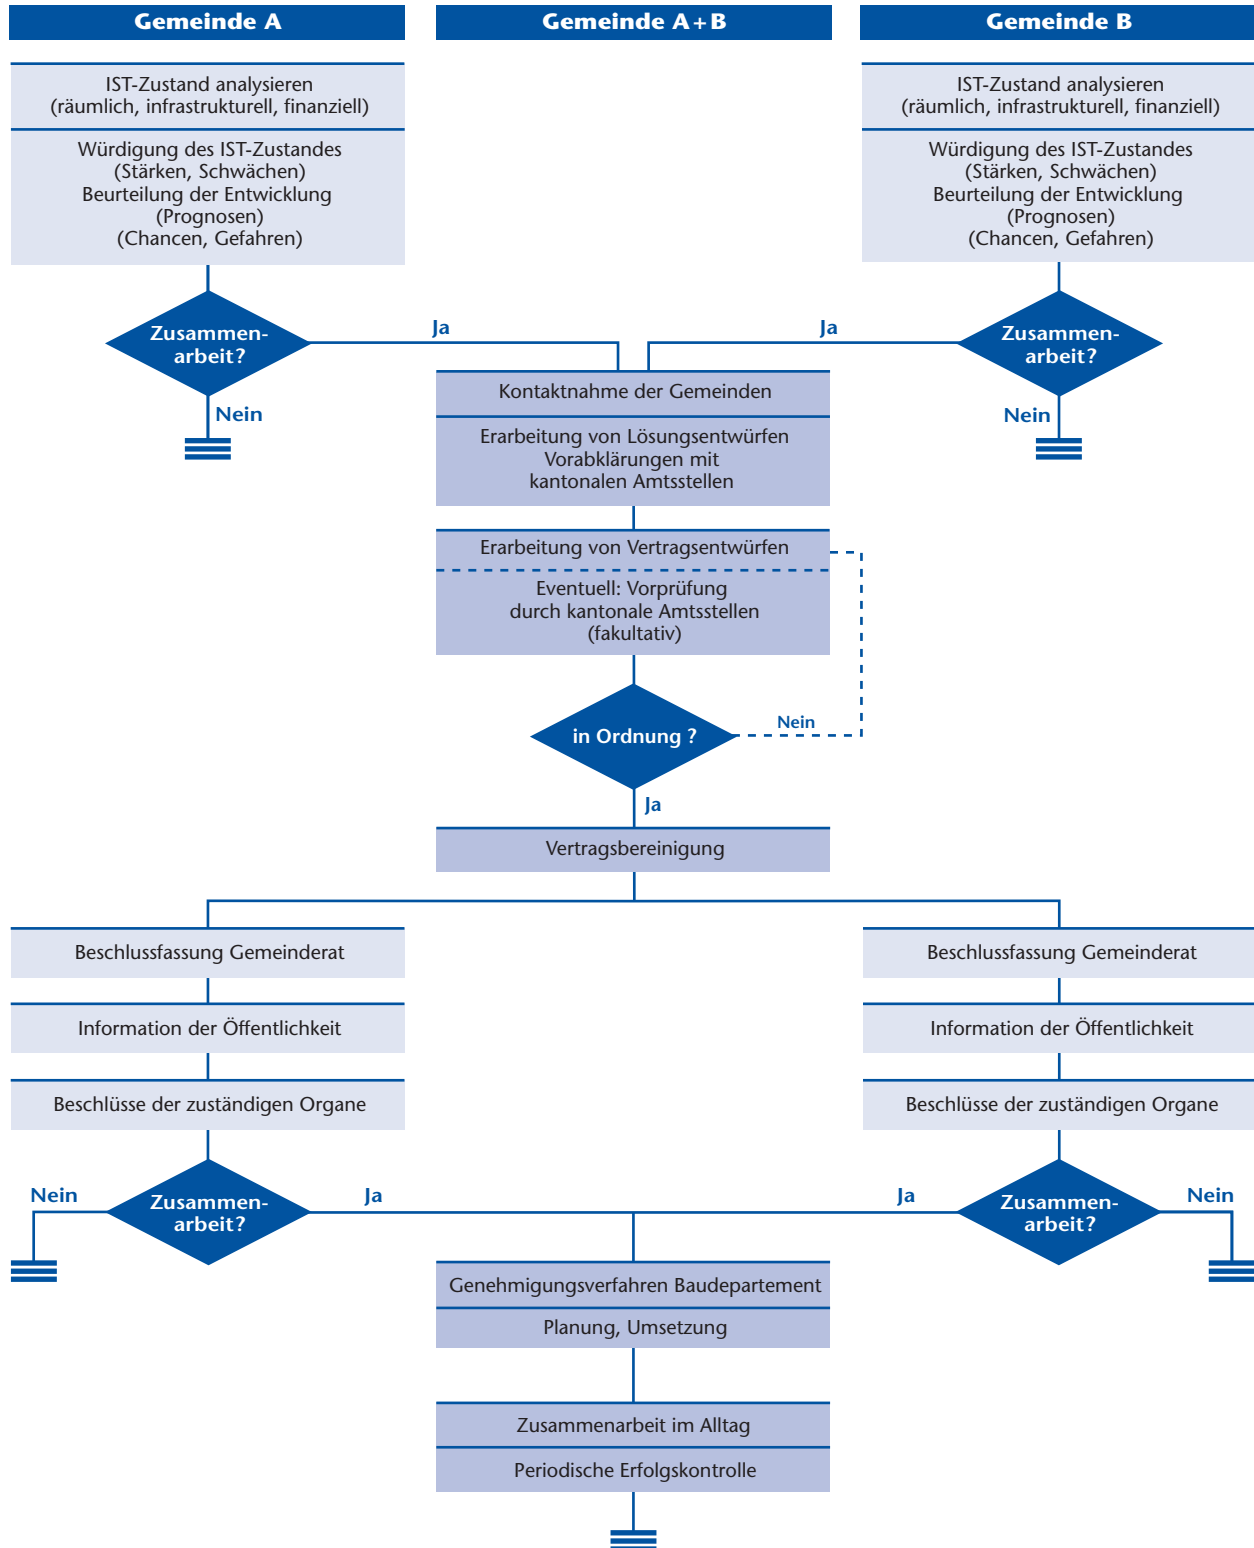 Gemeinde A
Gemeinde A+B
Gemeinde B
IST-Zustand analysieren
(räumlich, infrastrukturell, finanziell)
Würdigung des IST-Zustandes
(Stärken, Schwächen)
Beurteilung der Entwicklung
(Prognosen)
(Chancen, Gefahren)
IST-Zustand analysieren
(räumlich, infrastrukturell, finanziell)
Würdigung des IST-Zustandes
(Stärken, Schwächen)
Beurteilung der Entwicklung
(Prognosen)
(Chancen, Gefahren)
Zusammen-
arbeit?
Ja
Nein
Ja
Zusammen-
arbeit?
Nein
Kontaktnahme der Gemeinden
Erarbeitung von Lösungsentwürfen
Vorabklärungen mit
kantonalen Amtsstellen
Erarbeitung von Vertragsentwürfen
Eventuell: Vorprüfung
durch kantonale Amtsstellen
(fakultativ)
in Ordnung ?
Nein
Ja
Vertragsbereinigung
Beschlussfassung Gemeinderat
Information der Öffentlichkeit
Beschlüsse der zuständigen Organe
Beschlussfassung Gemeinderat
Information der Öffentlichkeit
Beschlüsse der zuständigen Organe
Nein
Zusammen-
arbeit?
Ja
Ja
Zusammen-
arbeit?
Nein
Genehmigungsverfahren Baudepartement
Planung, Umsetzung
Zusammenarbeit im Alltag
Periodische Erfolgskontrolle